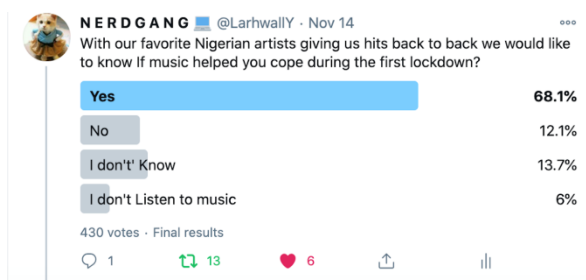 N E R D G A N G 💻 @LarhwallY · Nov 14
With our favorite Nigerian artists giving us hits back to back we would like
to know If music helped you cope during the first lockdown?
Yes 68.1%
No 12.1%
I don't' Know 13.7%
I don't Listen to music 6%
430 votes · Final results
1 13 6